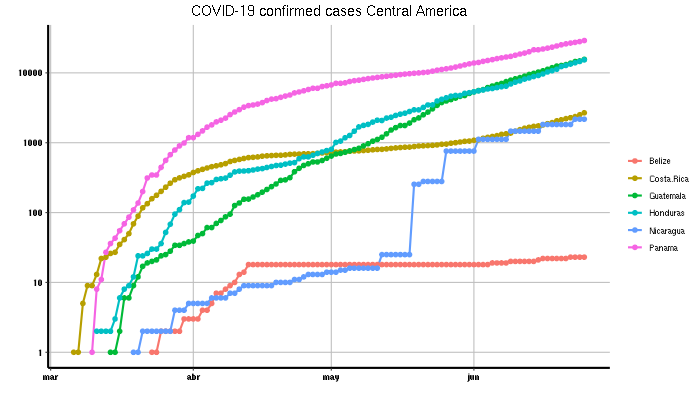 COVID-19 confirmed cases Central America
10000
1000
100
10
1
mar
abr
may
jun
Belize
Costa.Rica
Guatemala
Honduras
Nicaragua
Panama